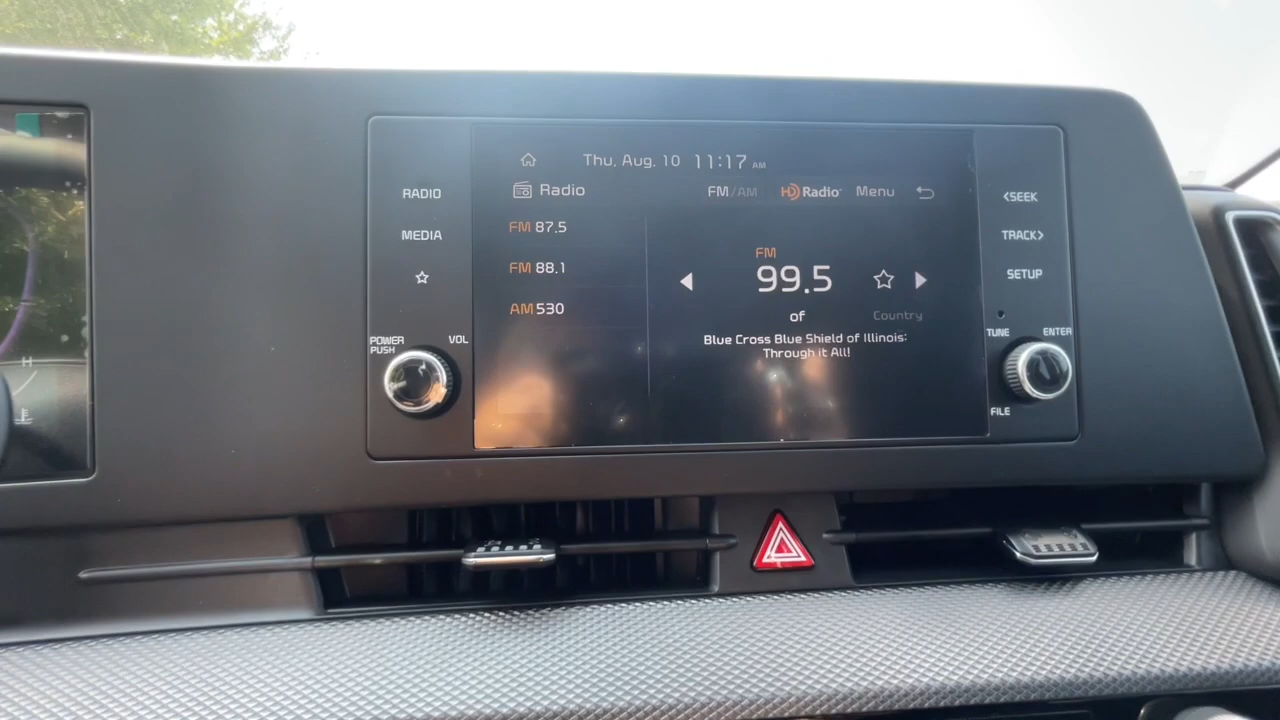 Thu, Aug. 10 11:17 AM
Radio FM/AM HD Radio Menu
FM 87.5
FM 88.1
AM 530
FM
99.5
of Country
Blue Cross Blue Shield of Illinois:
Through it All!
RADIO
MEDIA
POWER
PUSH
VOL
<SEEK
TRACK>
SETUP
TUNE ENTER
FILE
H
E